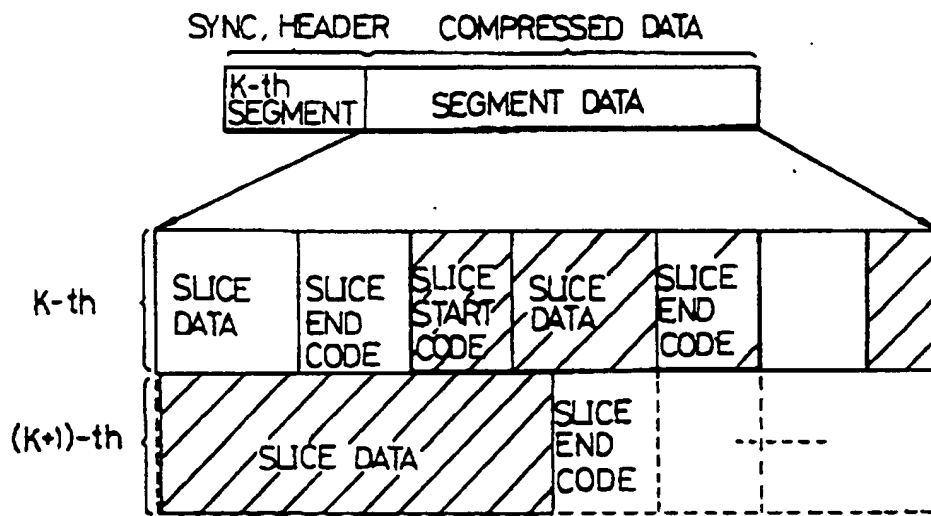 SYNC, HEADER COMPRESSED DATA
K-th
SEGMENT
SEGMENT DATA
K-th
SLICE
DATA
SLICE
END
CODE
SLICE
START
CODE
SLICE
DATA
SLICE
END
CODE
(K+1)-th
SLICE DATA
SLICE
END
CODE